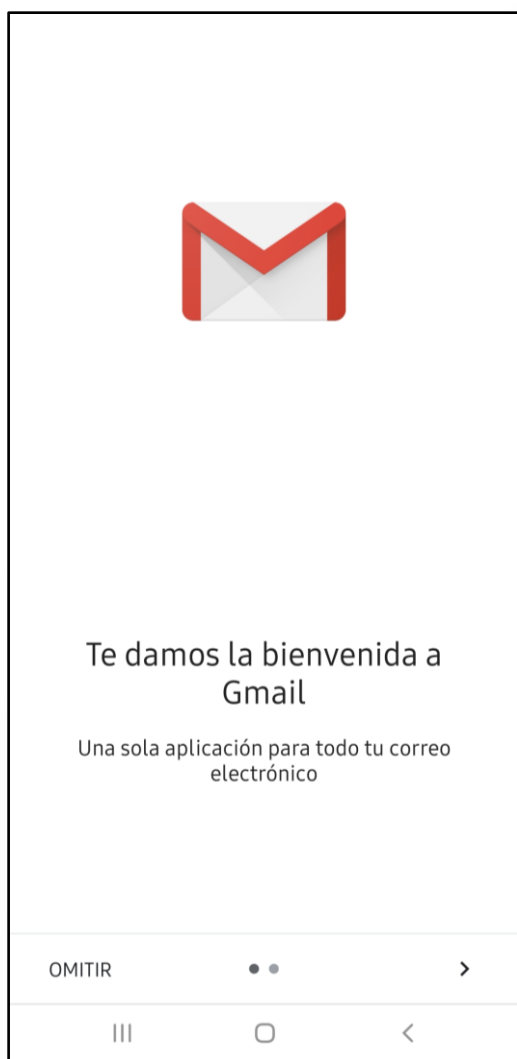 Te damos la bienvenida a
Gmail
Una sola aplicación para todo tu correo
electrónico
OMITIR